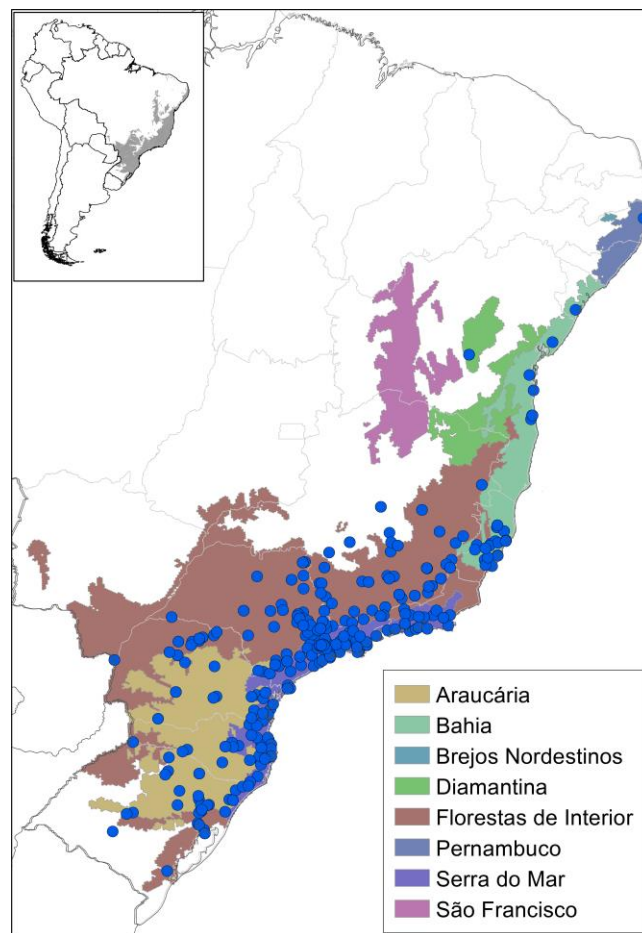 Araucária
Bahia
Brejos Nordestinos
Diamantina
Florestas de Interior
Pernambuco
Serra do Mar
São Francisco